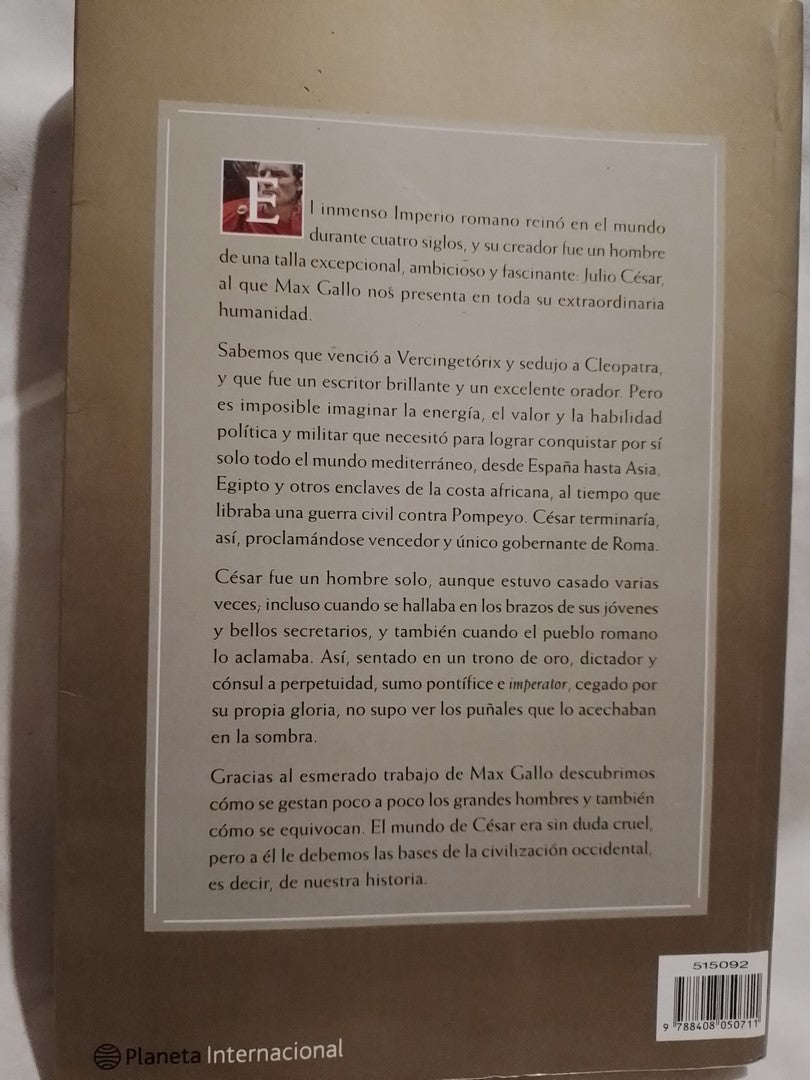 El inmenso Imperio romano reinó en el mundo
durante cuatro siglos, y su creador fue un hombre
de una talla excepcional, ambicioso y fascinante: Julio César,
al que Max Gallo nos presenta en toda su extraordinaria
humanidad.
Sabemos que venció a Vercingetórix y sedujo a Cleopatra,
y que fue un escritor brillante y un excelente orador. Pero
es imposible imaginar la energía, el valor y la habilidad
política y militar que necesitó para lograr conquistar por sí
solo todo el mundo mediterráneo, desde España hasta Asia,
Egipto y otros enclaves de la costa africana, al tiempo que
libraba una guerra civil contra Pompeyo. César terminaría,
así, proclamándose vencedor y único gobernante de Roma.
César fue un hombre solo, aunque estuvo casado varias
veces; incluso cuando se hallaba en los brazos de sus jóvenes
y bellos secretarios, y también cuando el pueblo romano
lo aclamaba. Así, sentado en un trono de oro, dictador y
cónsul a perpetuidad, sumo pontífice e imperator, cegado por
su propia gloria, no supo ver los puñales que lo acechaban
en la sombra.
Gracias al esmerado trabajo de Max Gallo descubrimos
cómo se gestan poco a poco los grandes hombres y también
cómo se equivocan. El mundo de César era sin duda cruel,
pero a él le debemos las bases de la civilización occidental,
es decir, de nuestra historia.
515092
9 788408 050711
Planeta Internacional